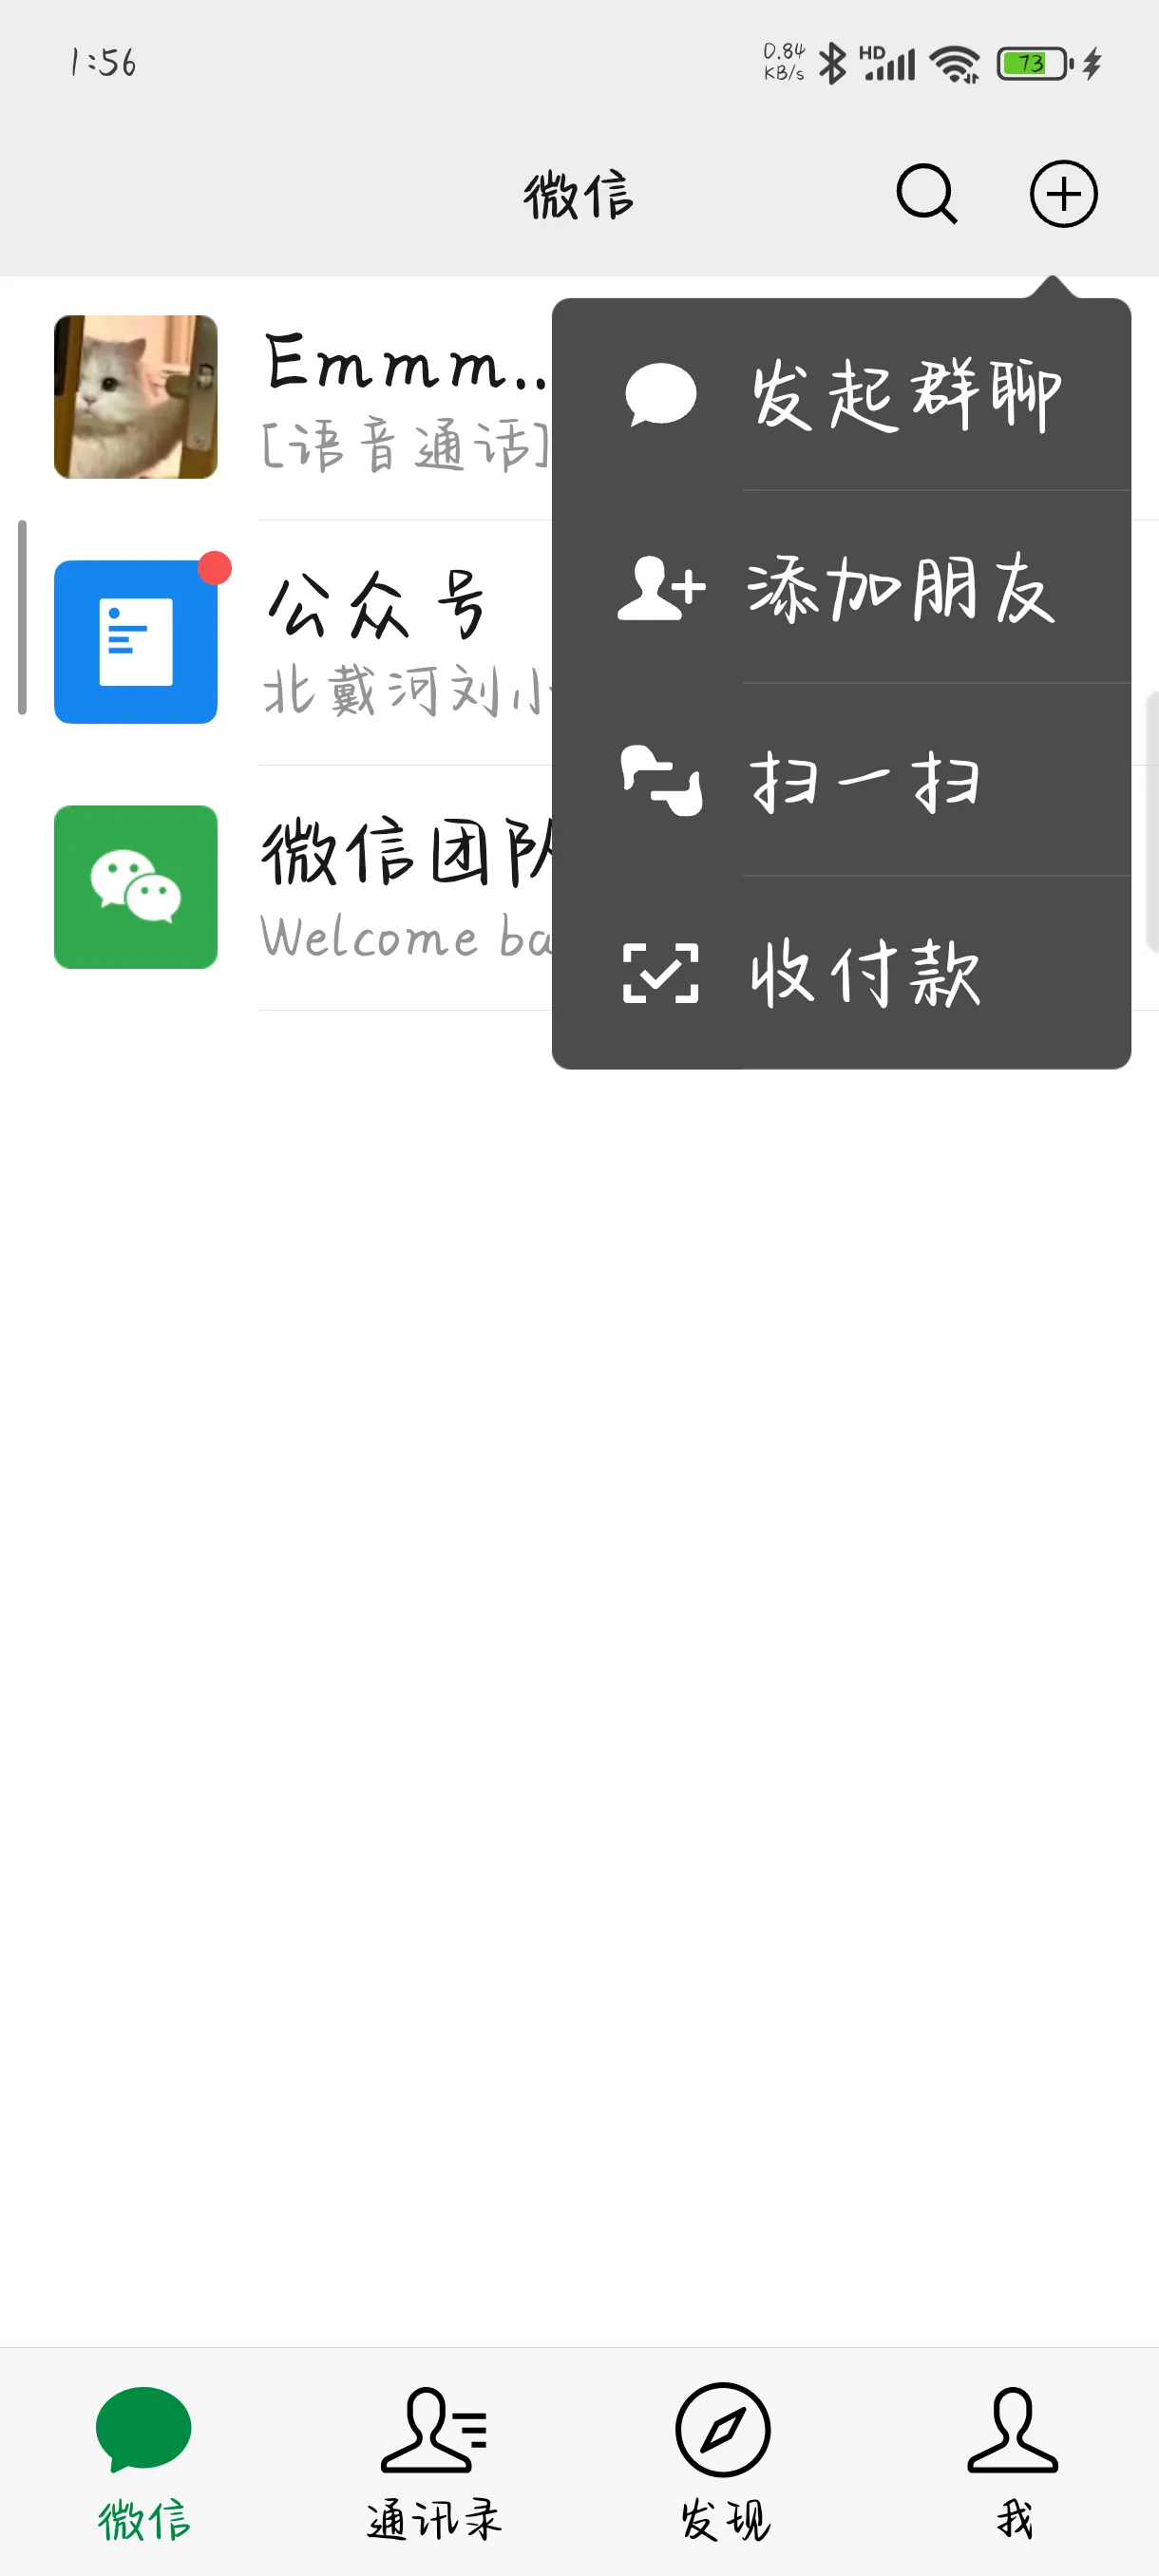 1:56
0.84
KB/s
HD
73
微信
Emmm..
[语音通话]
公众号
北戴河刘小
微信团队
Welcome ba
发起群聊
添加朋友
扫一扫
收付款
微信
通讯录
发现
我